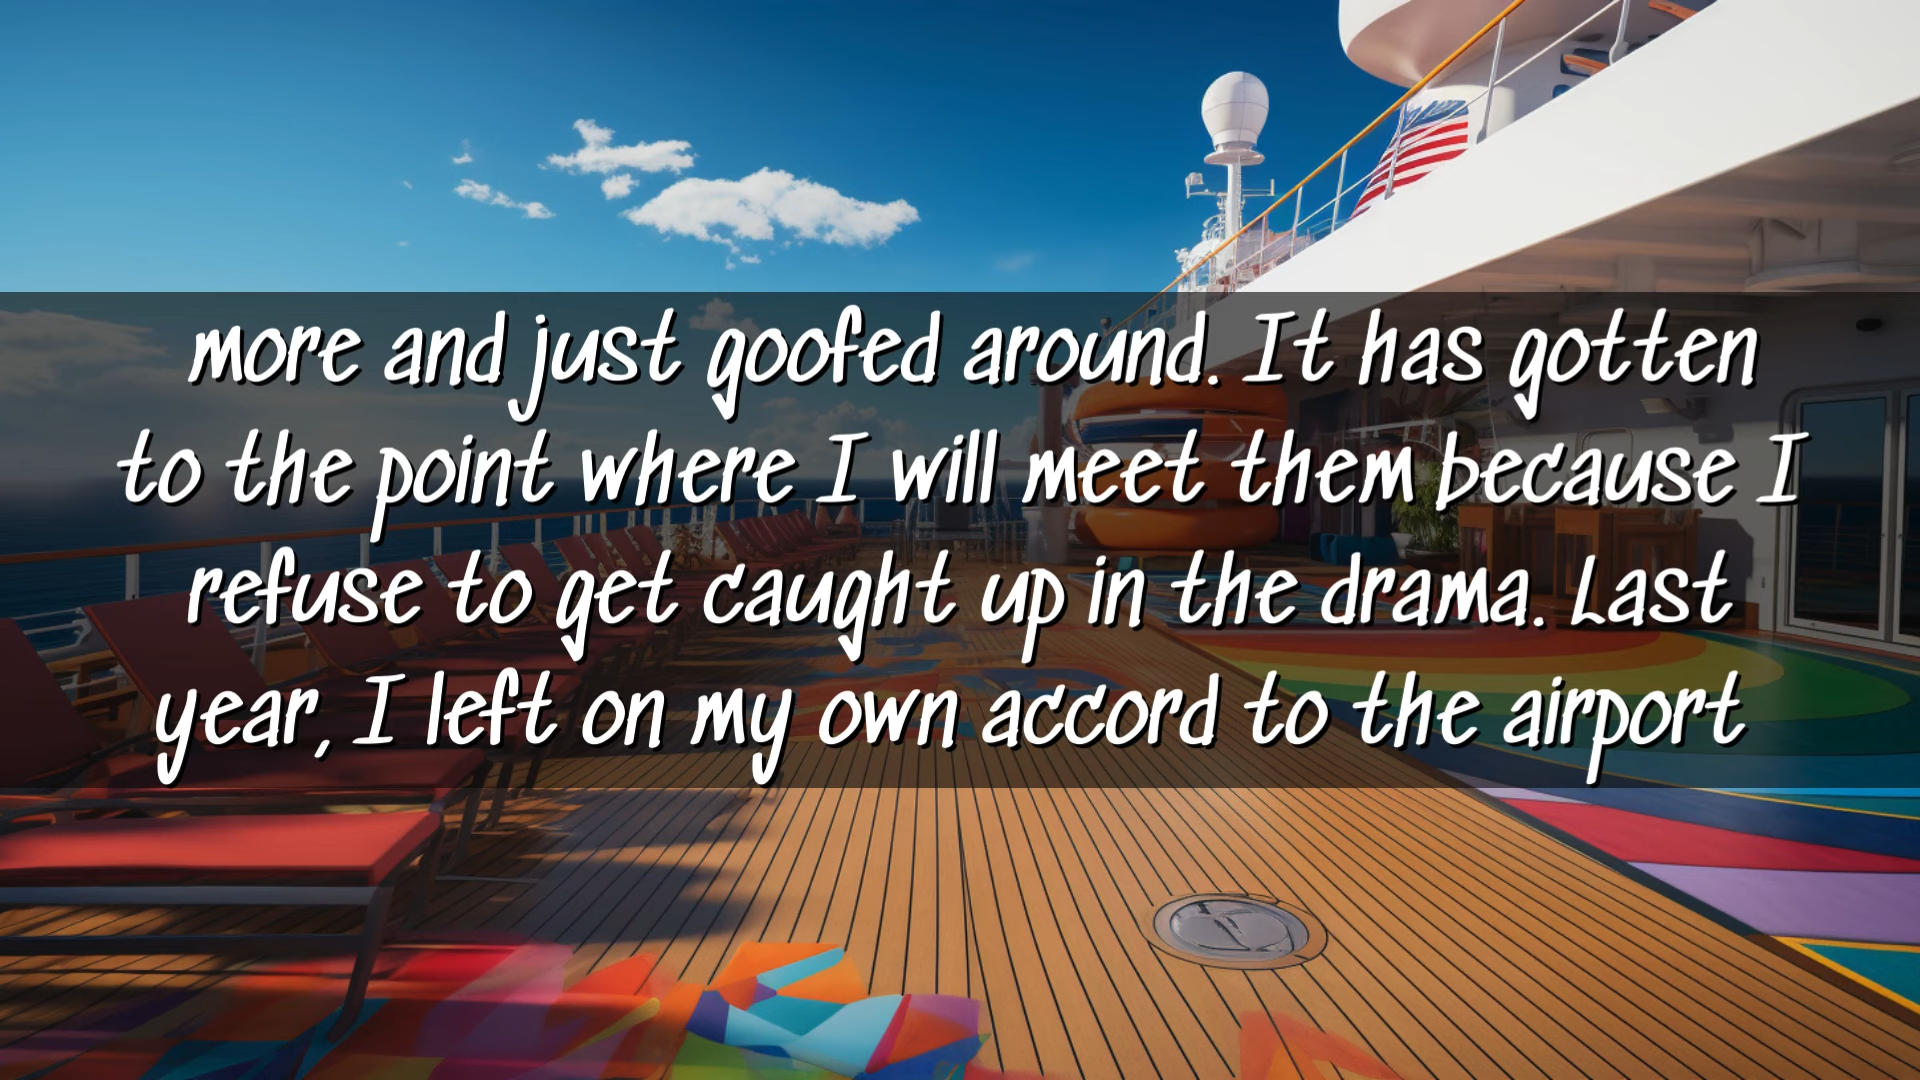 more and just goofed around. It has gotten
to the point where I will meet them because I
refuse to get caught up in the drama. Last
year, I left on my own accord to the airport